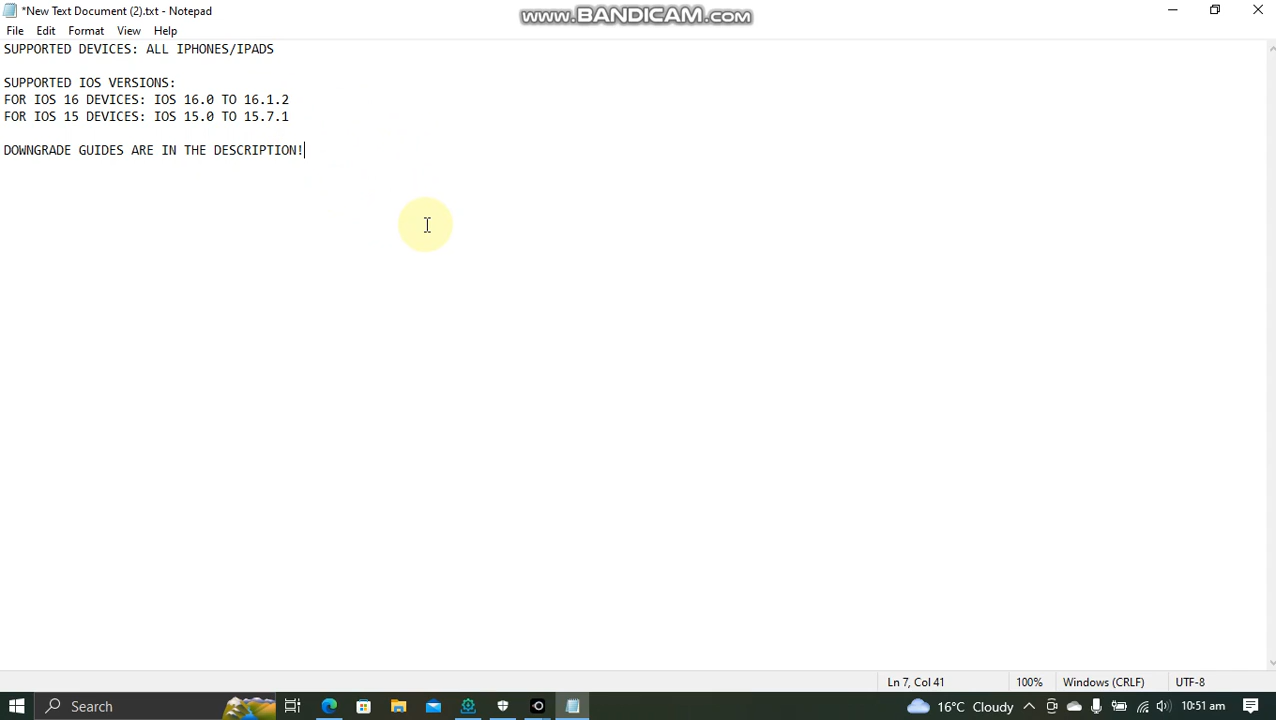 *New Text Document (2).txt - Notepad
www.BANDICAM.com
File Edit Format View Help
SUPPORTED DEVICES: ALL IPHONES/IPADS
SUPPORTED IOS VERSIONS:
FOR IOS 16 DEVICES: IOS 16.0 TO 16.1.2
FOR IOS 15 DEVICES: IOS 15.0 TO 15.7.1
DOWNGRADE GUIDES ARE IN THE DESCRIPTION!
Ln 7, Col 41 100% Windows (CRLF) UTF-8
Search 16°C Cloudy 10:51 am